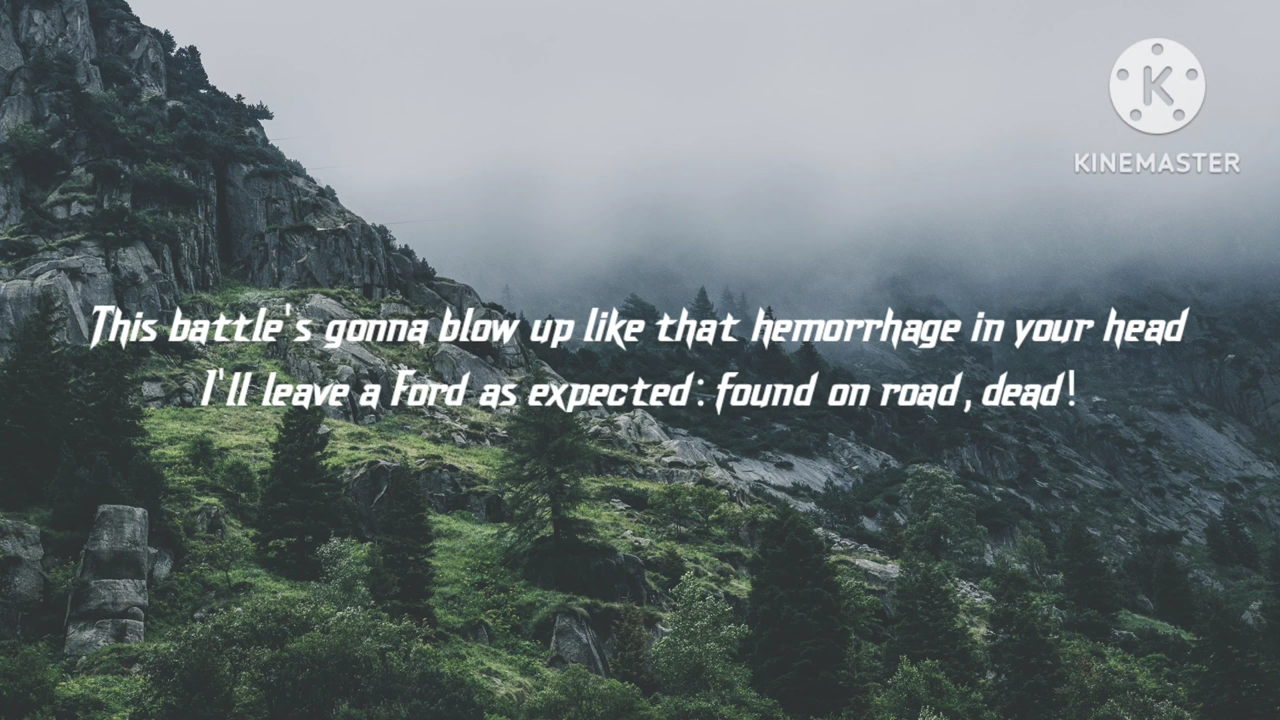 KINEMASTER
This battle's gonna blow up like that hemorrhage in your head
I'll leave a Ford as expected: found on road, dead!